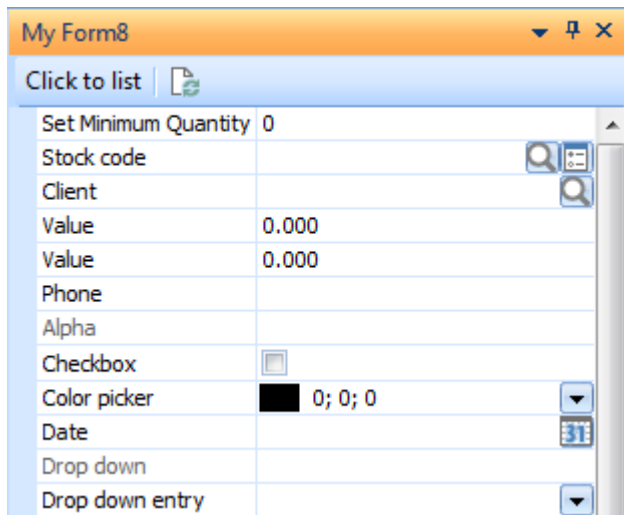 My Form8
Click to list
Set Minimum Quantity 0
Stock code
Client
Value 0.000
Value 0.000
Phone
Alpha
Checkbox
Color picker 0; 0; 0
Date 31
Drop down
Drop down entry